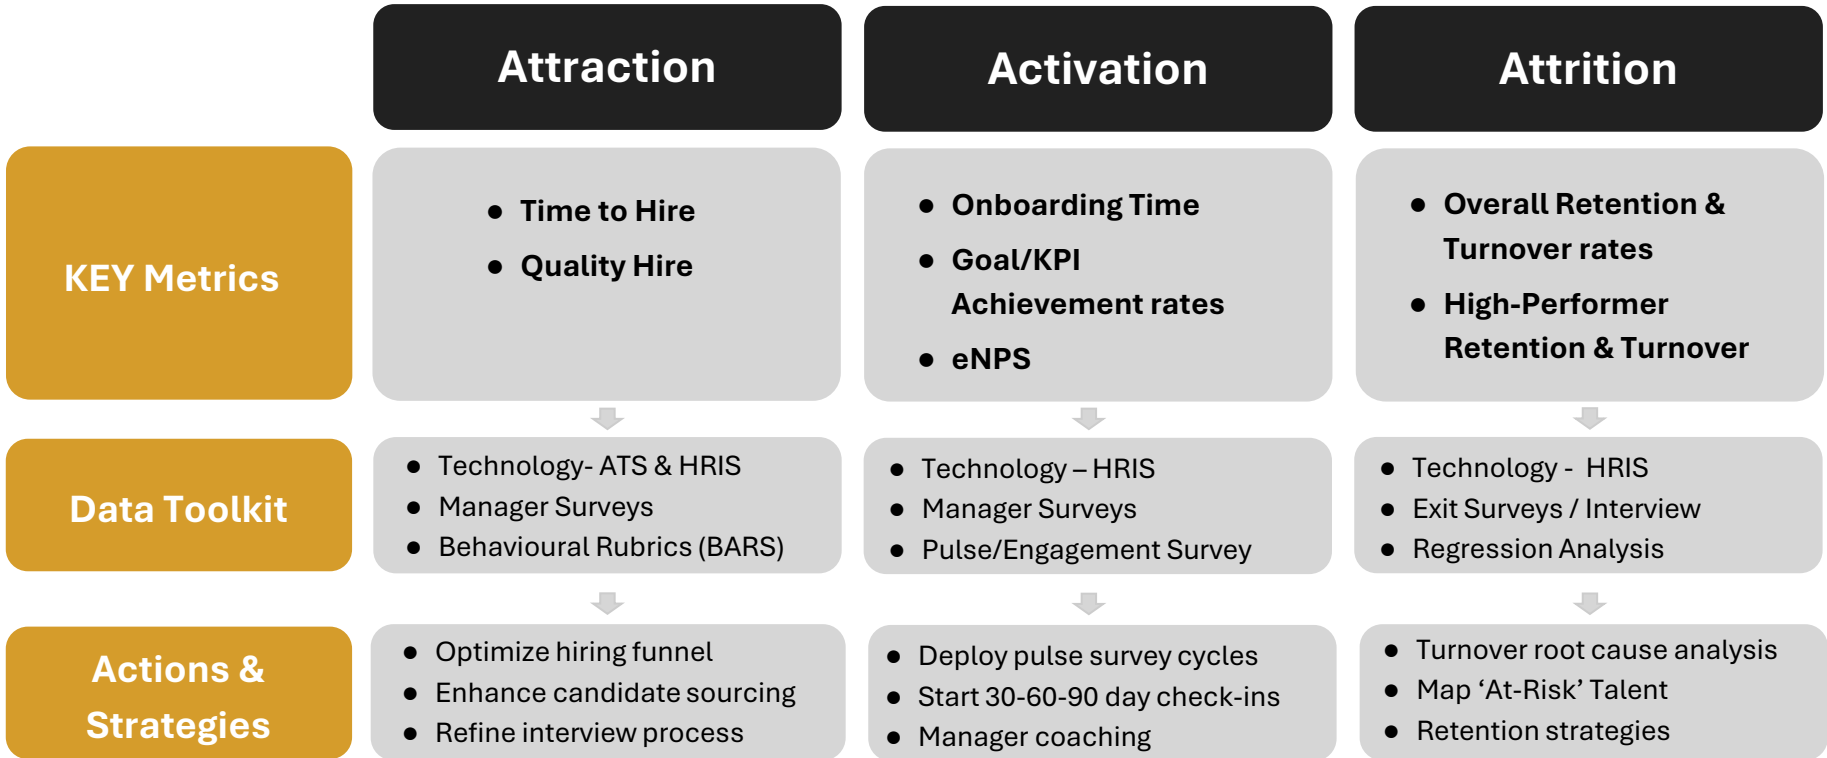 Attraction
Activation
Attrition
KEY Metrics
● Time to Hire
● Quality Hire
● Onboarding Time
● Goal/KPI
Achievement rates
● eNPS
● Overall Retention &
Turnover rates
● High-Performer
Retention & Turnover
Data Toolkit
● Technology- ATS & HRIS
● Manager Surveys
● Behavioural Rubrics (BARS)
● Technology – HRIS
● Manager Surveys
● Pulse/Engagement Survey
● Technology - HRIS
● Exit Surveys / Interview
● Regression Analysis
Actions &
Strategies
● Optimize hiring funnel
● Enhance candidate sourcing
● Refine interview process
● Deploy pulse survey cycles
● Start 30-60-90 day check-ins
● Manager coaching
● Turnover root cause analysis
● Map ‘At-Risk’ Talent
● Retention strategies